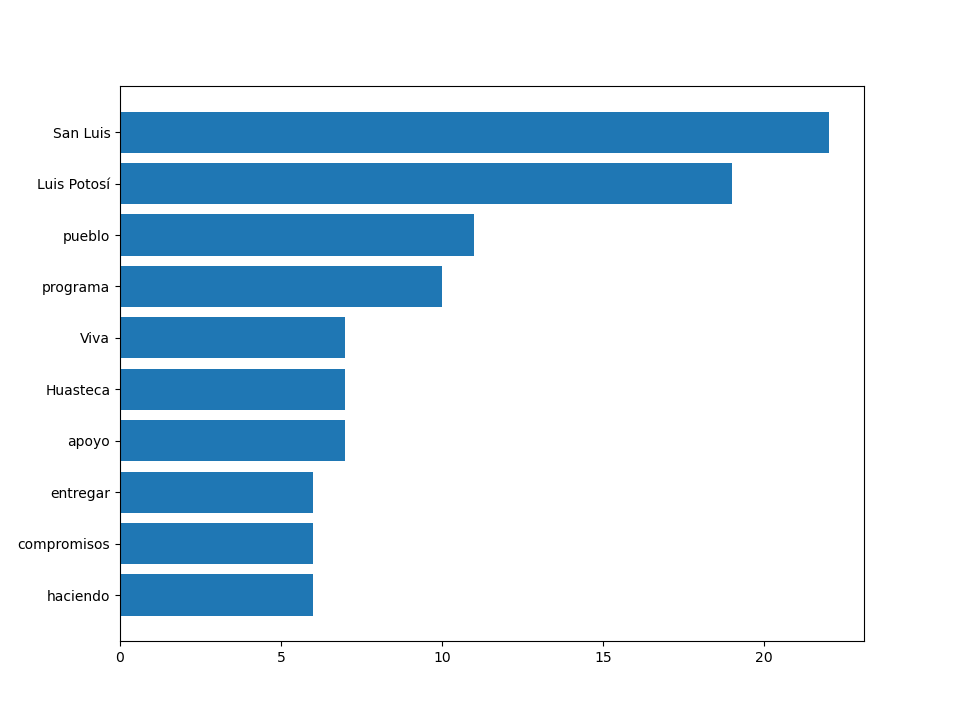 San Luis
Luis Potosí
pueblo
programa
Viva
Huasteca
apoyo
entregar
compromisos
haciendo
0 5 10 15 20